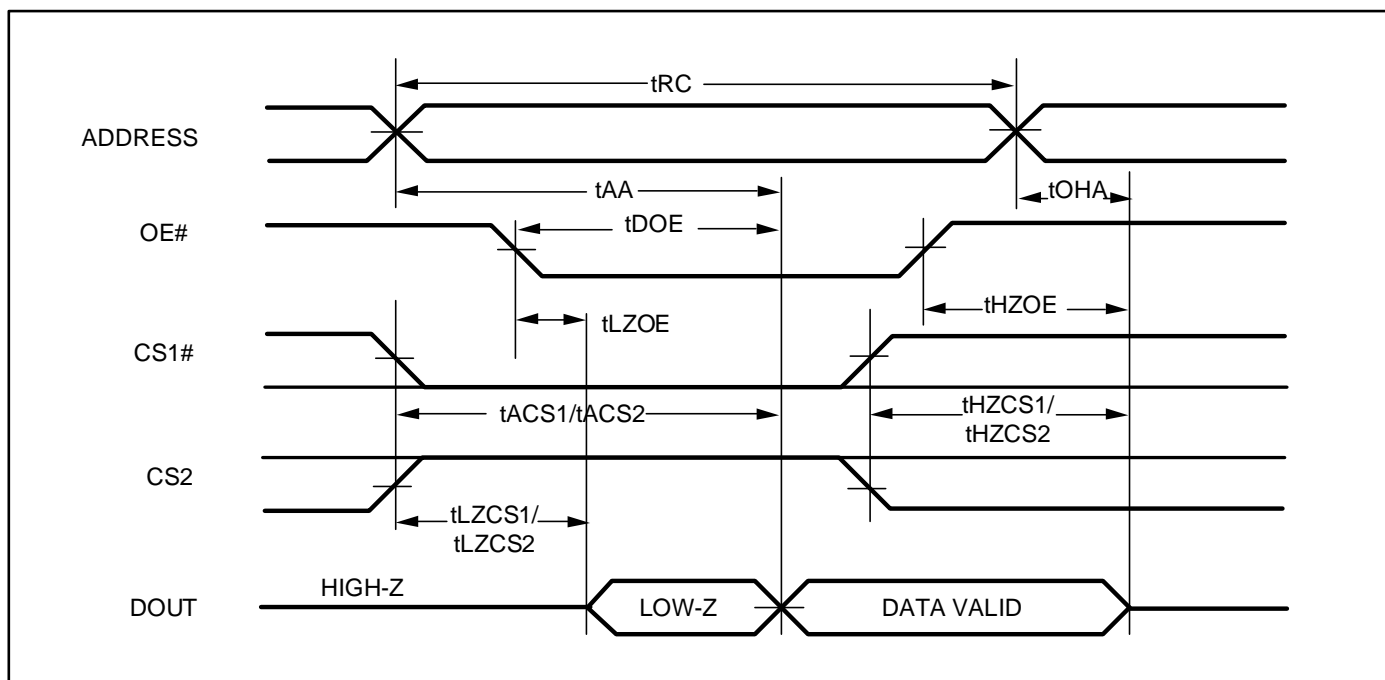 tRC
ADDRESS
tAA
tOHA
OE#
tDOE
tHZOE
tLZOE
CS1#
tACS1/tACS2
tHZCS1/
tHZCS2
CS2
tLZCS1/
tLZCS2
DOUT
HIGH-Z
LOW-Z
DATA VALID